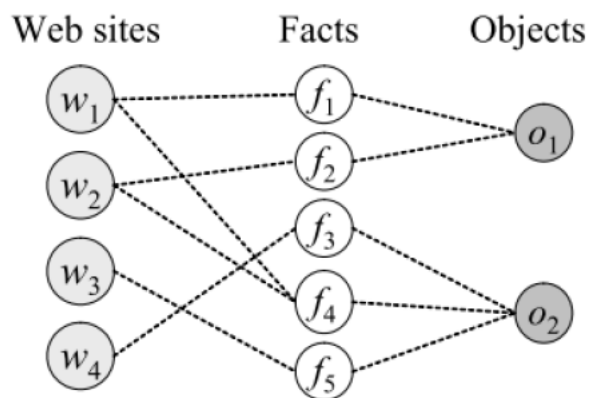 Web sites Facts Objects
w1 f1
o1
w2 f2
f3
w3 f4 o2
w4 f5